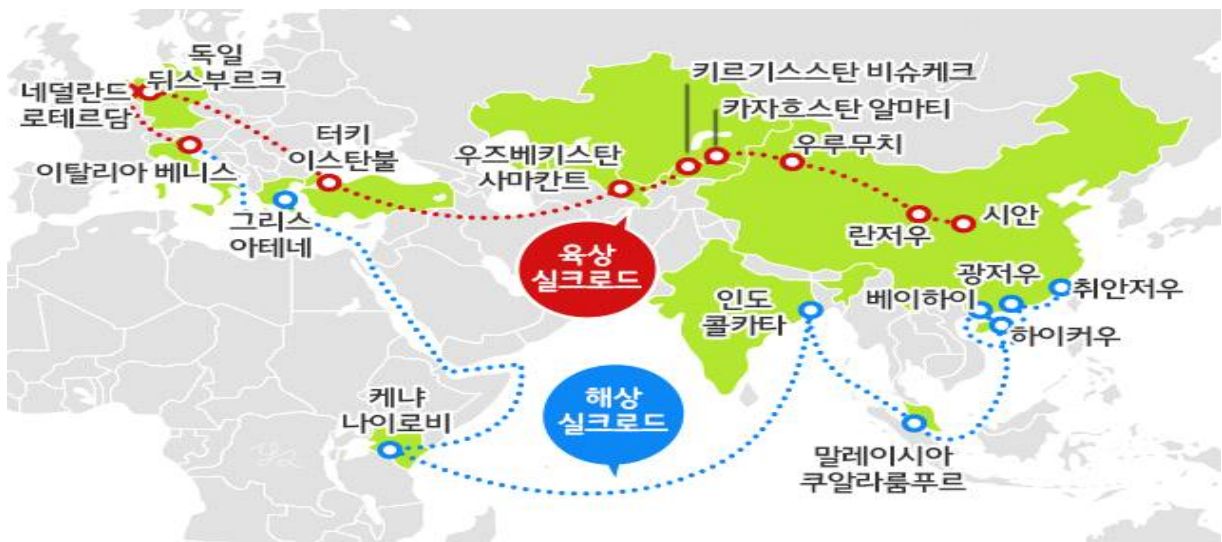 독일
뒤스부르크
네덜란드
로테르담
이탈리아 베니스
터키
이스탄불
그리스
아테네
우즈베키스탄
사마칸트
키르기스스탄 비슈케크
카자흐스탄 알마티
우루무치
란저우
시안
육상
실크로드
인도
콜카타
광저우
베이하이
취안저우
하이커우
해상
실크로드
케냐
나이로비
말레이시아
쿠알라룸푸르